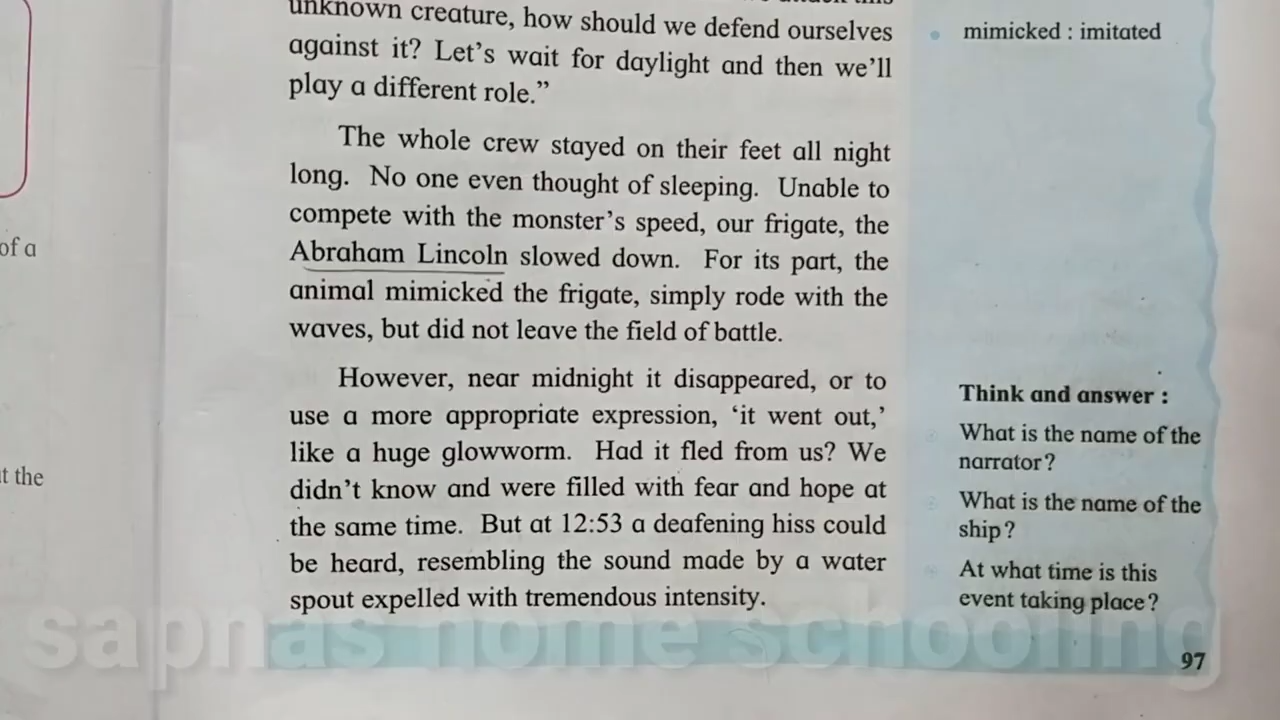 unknown creature, how should we defend ourselves
against it? Let's wait for daylight and then we'll
play a different role."
The whole crew stayed on their feet all night
long. No one even thought of sleeping. Unable to
compete with the monster's speed, our frigate, the
Abraham Lincoln slowed down. For its part, the
animal mimicked the frigate, simply rode with the
waves, but did not leave the field of battle.
However, near midnight it disappeared, or to
use a more appropriate expression, 'it went out,'
like a huge glowworm. Had it fled from us? We
didn't know and were filled with fear and hope at
the same time. But at 12:53 a deafening hiss could
be heard, resembling the sound made by a water
spout expelled with tremendous intensity.
mimicked : imitated
Think and answer :
What is the name of the
narrator?
What is the name of the
ship?
At what time is this
event taking place?
97
of a
the
sapnas home schooling